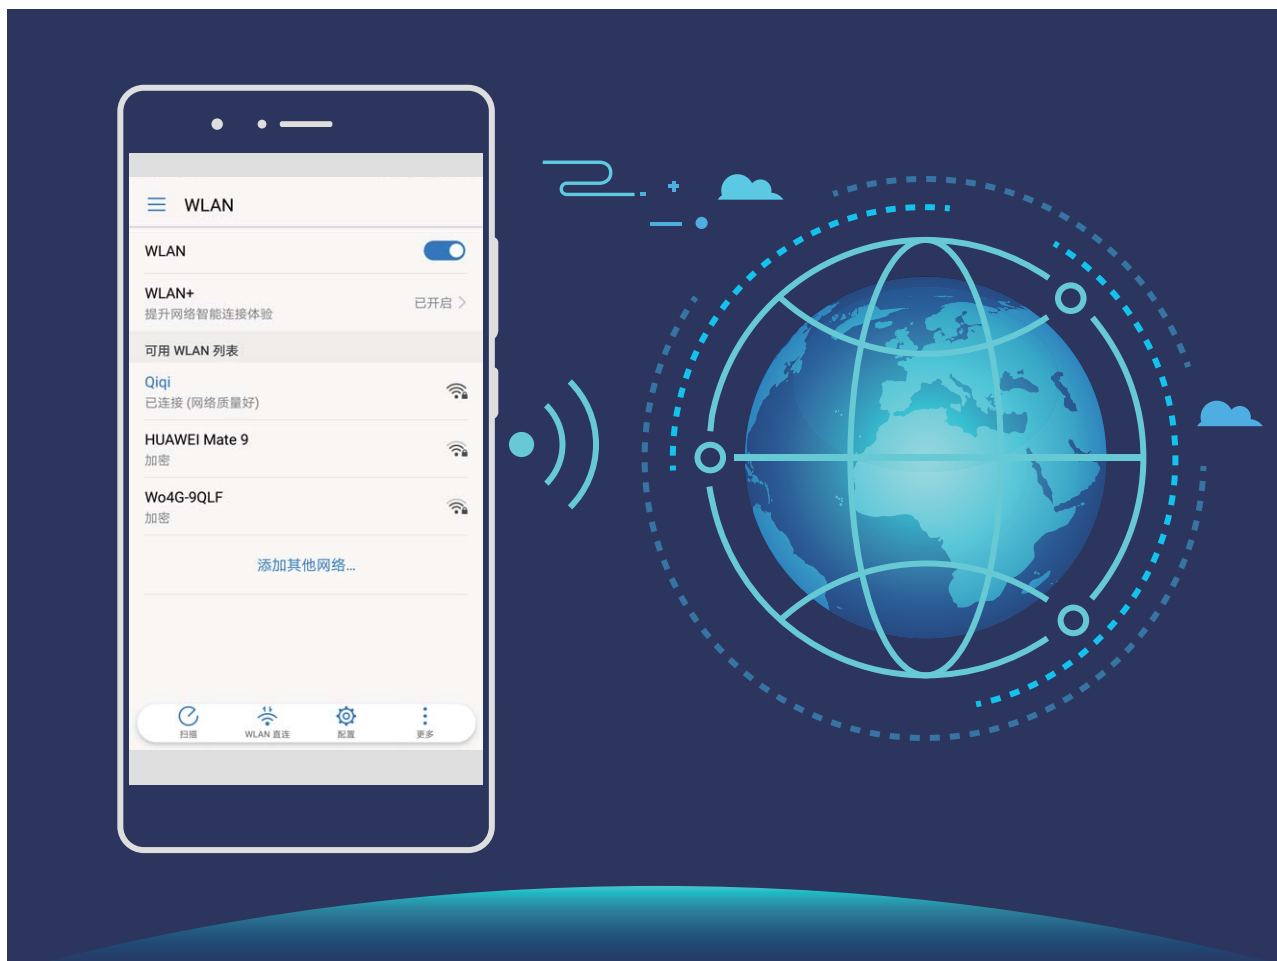 WLAN
WLAN
WLAN+
提升网络智能连接体验
已开启
可用 WLAN 列表
Qiqi
已连接 (网络质量好)
HUAWEI Mate 9
加密
Wo4G-9QLF
加密
添加其他网络...
扫描
WLAN 直连
配置
更多